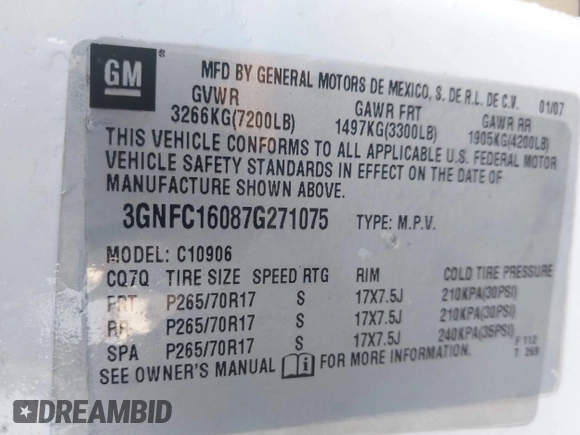 GM ®
MFD BY GENERAL MOTORS DE MEXICO, S. DE R.L. DE C.V. 01/07
GVWR GAWR FRT GAWR RR
3266KG(7200LB) 1497KG(3300LB) 1905KG(4200LB)
THIS VEHICLE CONFORMS TO ALL APPLICABLE U.S. FEDERAL MOTOR
VEHICLE SAFETY STANDARDS IN EFFECT ON THE DATE OF
MANUFACTURE SHOWN ABOVE.
3GNFC16087G271075 TYPE: M.P.V.
MODEL: C10906
CQ7Q TIRE SIZE SPEED RTG RIM COLD TIRE PRESSURE
FRT P265/70R17 S 17X7.5J 210KPA(30PSI)
RR P265/70R17 S 17X7.5J 210KPA(30PSI)
SPA P265/70R17 S 17X7.5J 240KPA(35PSI)
F 112
T 269
SEE OWNER'S MANUAL i FOR MORE INFORMATION.
DREAMBID